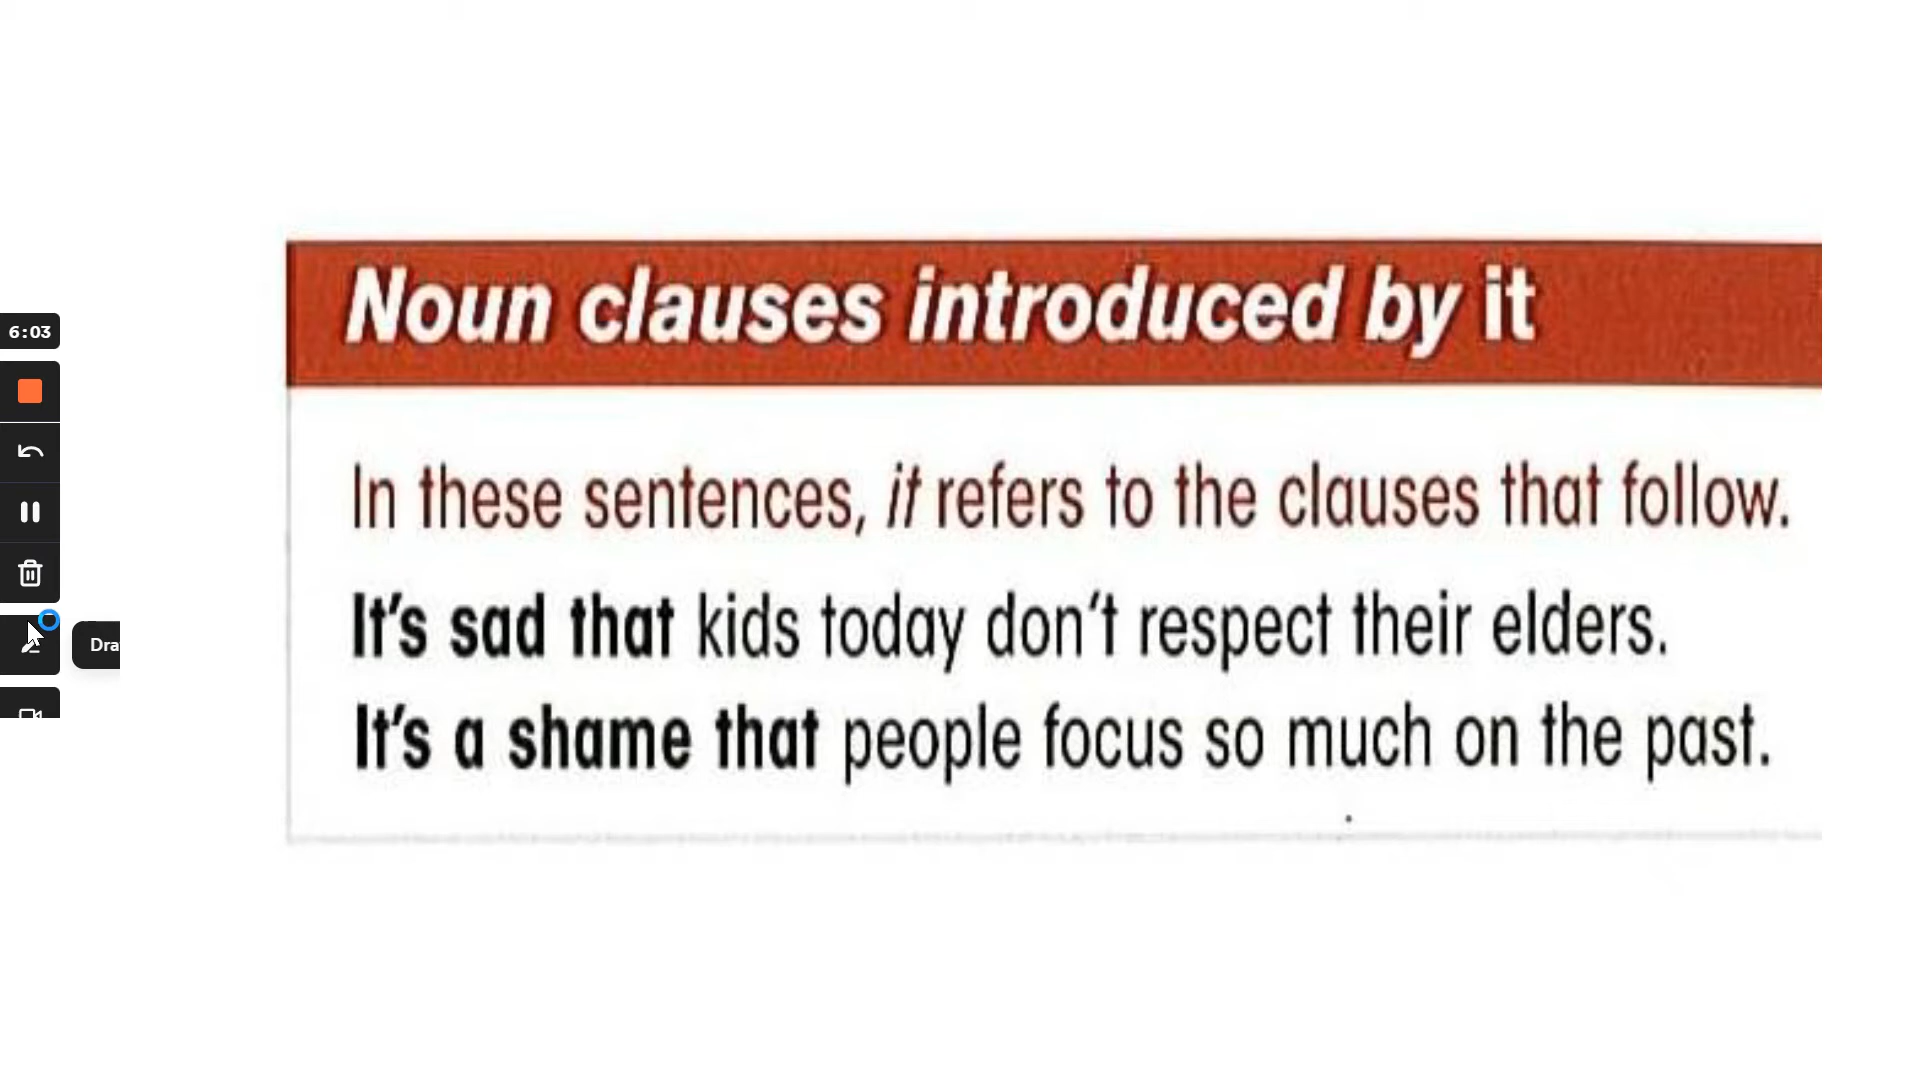 Noun clauses introduced by it
In these sentences, it refers to the clauses that follow.
It's sad that kids today don't respect their elders.
It's a shame that people focus so much on the past.
6:03
Dra